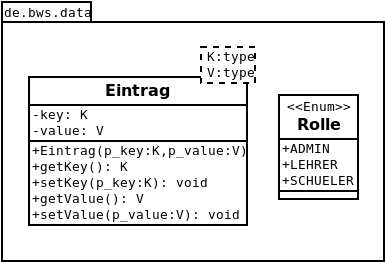 de.bws.data
K:type
V:type
Eintrag
-key: K
-value: V
+Eintrag(p_key:K,p_value:V)
+getKey(): K
+setKey(p_key:K): void
+getValue(): V
+setValue(p_value:V): void
<<Enum>>
Rolle
+ADMIN
+LEHRER
+SCHUELER